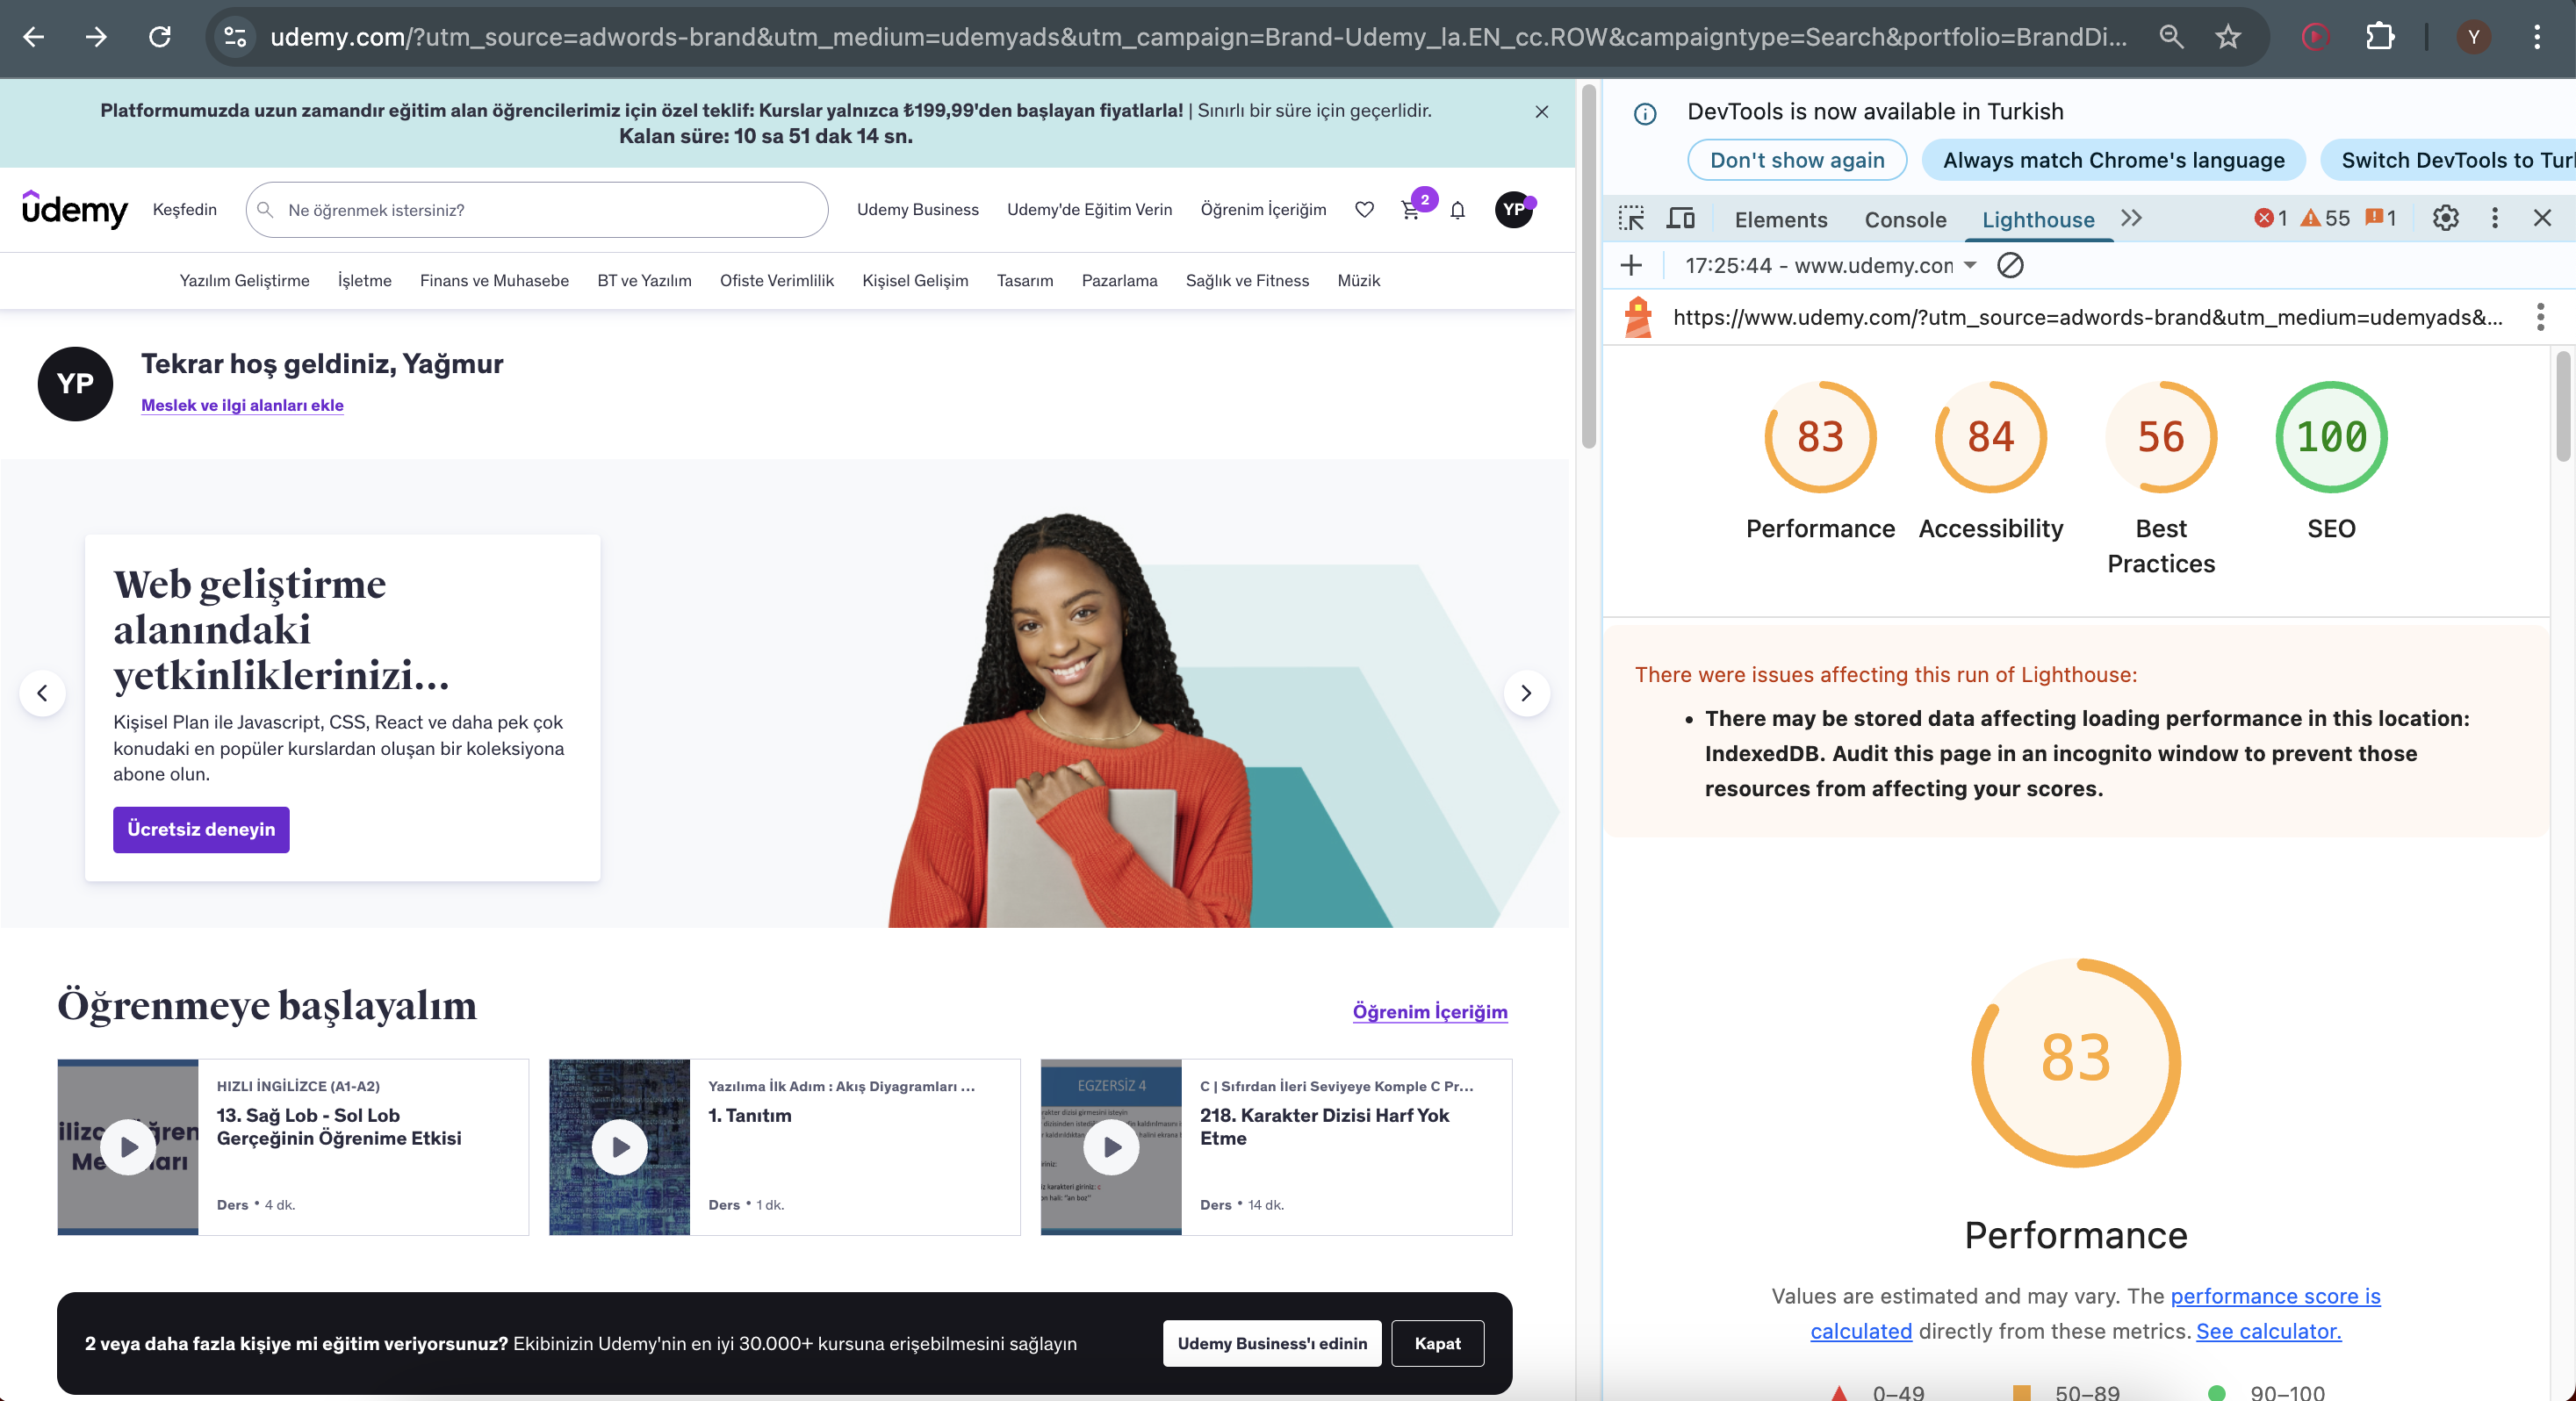 udemy.com/?utm_source=adwords-brand&utm_medium=udemyads&utm_campaign=Brand-Udemy_la.EN_cc.ROW&campaigntype=Search&portfolio=BrandDi...
Y
Platformumuzda uzun zamandır eğitim alan öğrencilerimiz için özel teklif: Kurslar yalnızca ₺199,99'den başlayan fiyatlarla! | Sınırlı bir süre için geçerlidir.
Kalan süre: 10 sa 51 dak 14 sn.
udemy
Keşfedin
Ne öğrenmek istersiniz?
Udemy Business
Udemy'de Eğitim Verin
Öğrenim İçeriğim
2
YP
Yazılım Geliştirme
İşletme
Finans ve Muhasebe
BT ve Yazılım
Ofiste Verimlilik
Kişisel Gelişim
Tasarım
Pazarlama
Sağlık ve Fitness
Müzik
YP
Tekrar hoş geldiniz, Yağmur
Meslek ve ilgi alanları ekle
Web geliştirme
alanındaki
yetkinliklerinizi...
Kişisel Plan ile Javascript, CSS, React ve daha pek çok
konudaki en popüler kurslardan oluşan bir koleksiyona
abone olun.
Ücretsiz deneyin
Öğrenmeye başlayalım
Öğrenim İçeriğim
HIZLI İNGİLİZCE (A1-A2)
13. Sağ Lob - Sol Lob
Gerçeğinin Öğrenime Etkisi
Ders • 4 dk.
Yazılıma İlk Adım : Akış Diyagramları ...
1. Tanıtım
Ders • 1 dk.
EGZERSİZ 4
C | Sıfırdan İleri Seviyeye Komple C Pr...
218. Karakter Dizisi Harf Yok
Etme
Ders • 14 dk.
2 veya daha fazla kişiye mi eğitim veriyorsunuz? Ekibinizin Udemy'nin en iyi 30.000+ kursuna erişebilmesini sağlayın
Udemy Business'ı edinin
Kapat
DevTools is now available in Turkish
Don't show again
Always match Chrome's language
Switch DevTools to Turk
Elements
Console
Lighthouse
1
55
1
17:25:44 - www.udemy.con
https://www.udemy.com/?utm_source=adwords-brand&utm_medium=udemyads&...
83
Performance
84
Accessibility
56
Best
Practices
100
SEO
There were issues affecting this run of Lighthouse:
• There may be stored data affecting loading performance in this location:
IndexedDB. Audit this page in an incognito window to prevent those
resources from affecting your scores.
83
Performance
Values are estimated and may vary. The performance score is
calculated directly from these metrics. See calculator.
0–49
50–89
90–100